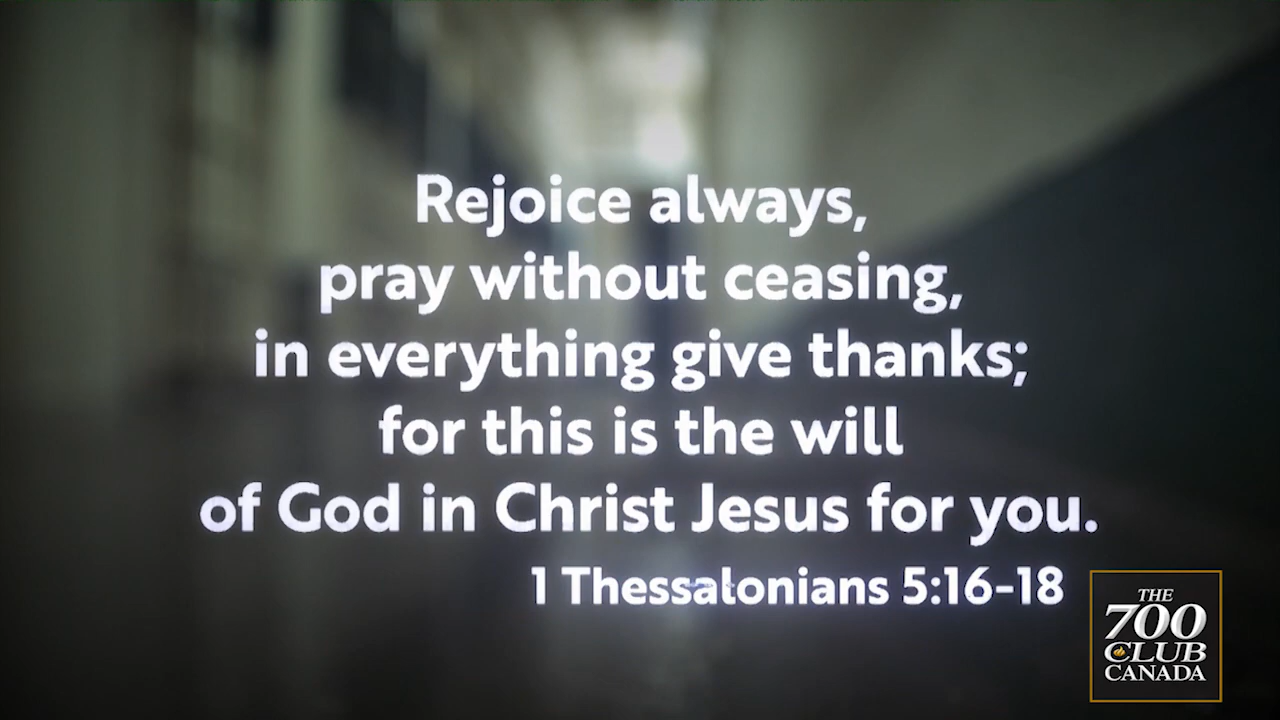 Rejoice always,
pray without ceasing,
in everything give thanks;
for this is the will
of God in Christ Jesus for you.
1 Thessalonians 5:16-18
THE
700
CLUB
CANADA